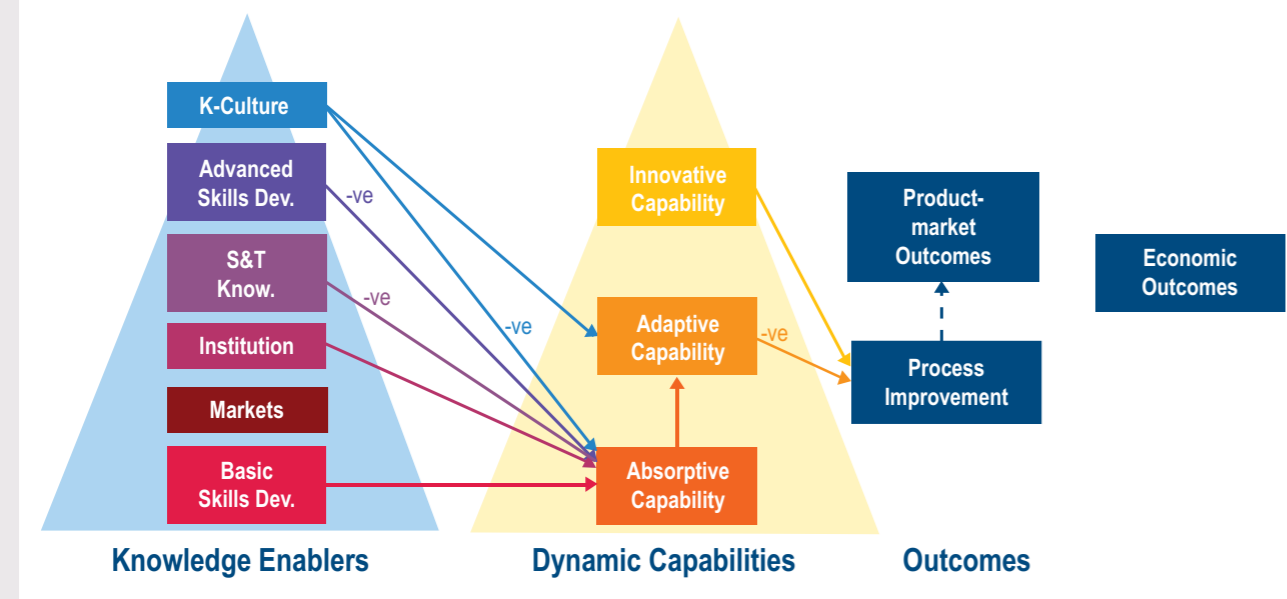 K-Culture
Advanced
Skills Dev.
-ve
S&T
Know.
-ve
Institution
Markets
Basic
Skills Dev.
-ve
Innovative
Capability
Adaptive
Capability
-ve
Absorptive
Capability
Product-
market
Outcomes
Process
Improvement
Economic
Outcomes
Knowledge Enablers
Dynamic Capabilities
Outcomes